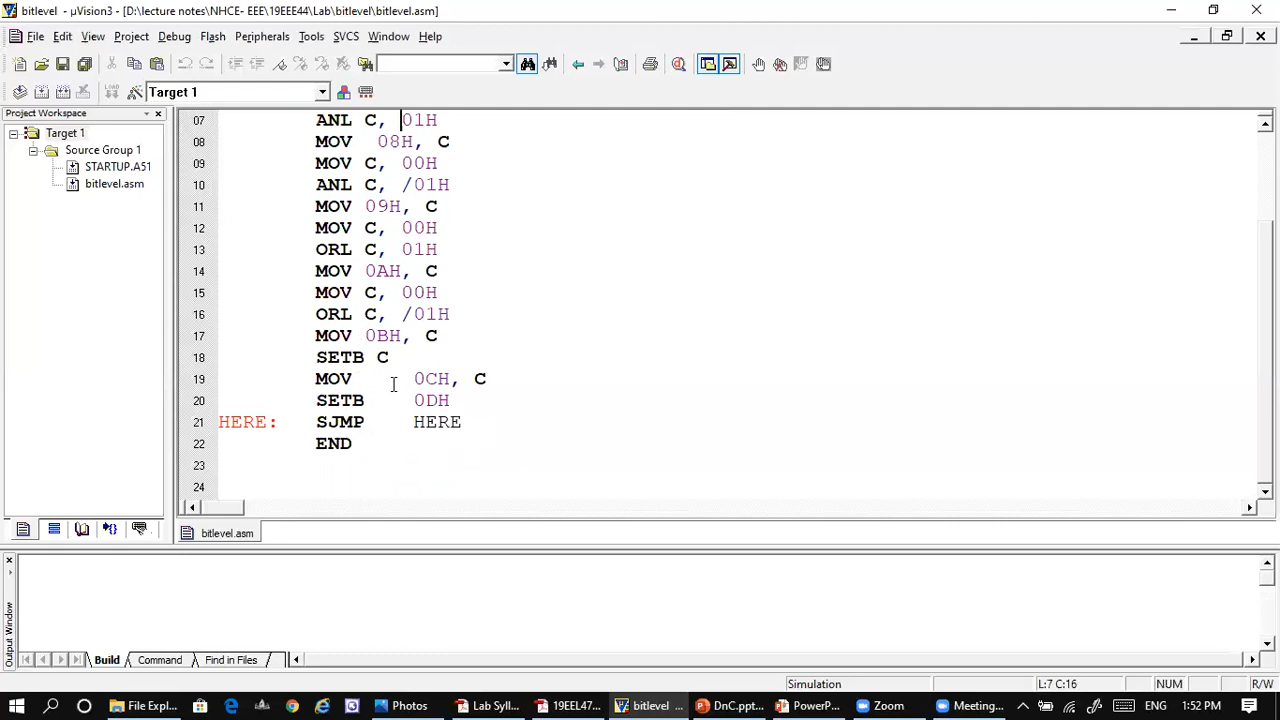 bitlevel - µVision3 - [D:\lecture notes\NHCE- EEE\19EEE44\Lab\bitlevel\bitlevel.asm]
File Edit View Project Debug Flash Peripherals Tools SVCS Window Help
Target 1
Project Workspace
Target 1
Source Group 1
STARTUP.A51
bitlevel.asm
07 ANL C, 01H
08 MOV 08H, C
09 MOV C, 00H
10 ANL C, /01H
11 MOV 09H, C
12 MOV C, 00H
13 ORL C, 01H
14 MOV 0AH, C
15 MOV C, 00H
16 ORL C, /01H
17 MOV 0BH, C
18 SETB C
19 MOV 0CH, C
20 SETB 0DH
21 HERE: SJMP HERE
22 END
23
24
bitlevel.asm
Output Window
Build Command Find in Files
Simulation L:7 C:16 NUM R/W
File Expl... Photos Lab Syll... 19EEL47... bitlevel ... DnC.ppt... PowerP... Zoom Meeting... ENG 1:52 PM